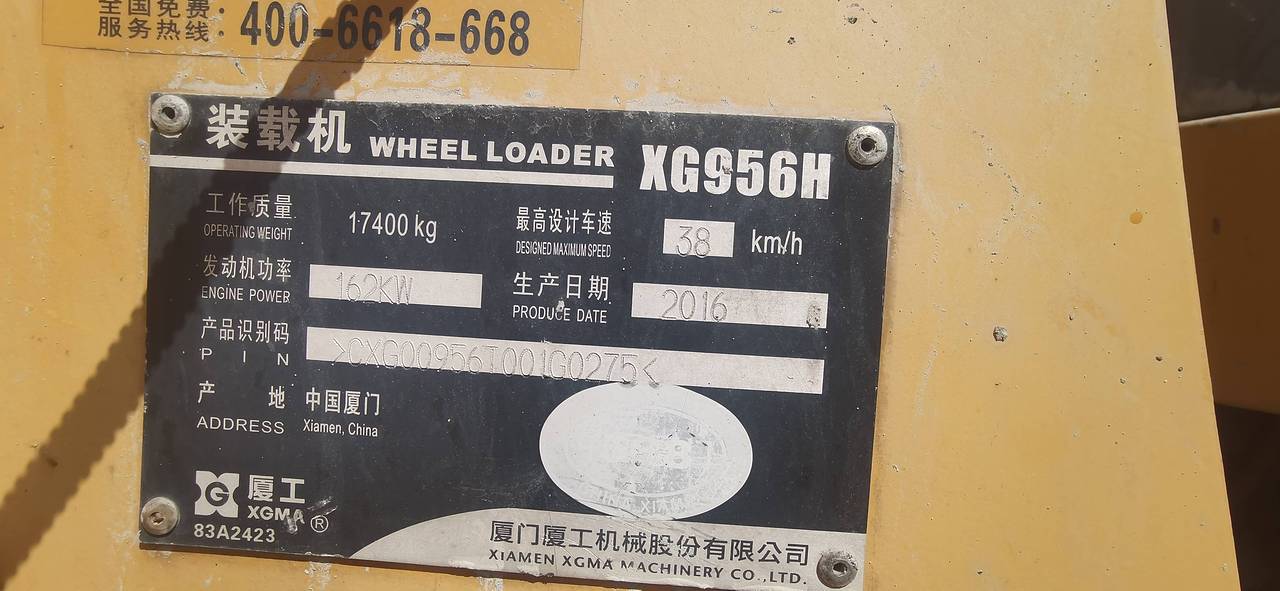 全国免费:
服务热线: 400-6618-668
装载机 WHEEL LOADER XG956H
工作质量 17400 kg 最高设计车速 38 km/h
OPERATING WEIGHT DESIGNED MAXIMUM SPEED
发动机功率 162KW 生产日期 2016
ENGINE POWER PRODUCE DATE
产品识别码 >CXG00956T001G0275<
PIN
产地 中国厦门
ADDRESS Xiamen, China
厦工
XGMA ®
83A2423
厦门厦工机械股份有限公司
XIAMEN XGMA MACHINERY CO.,LTD.